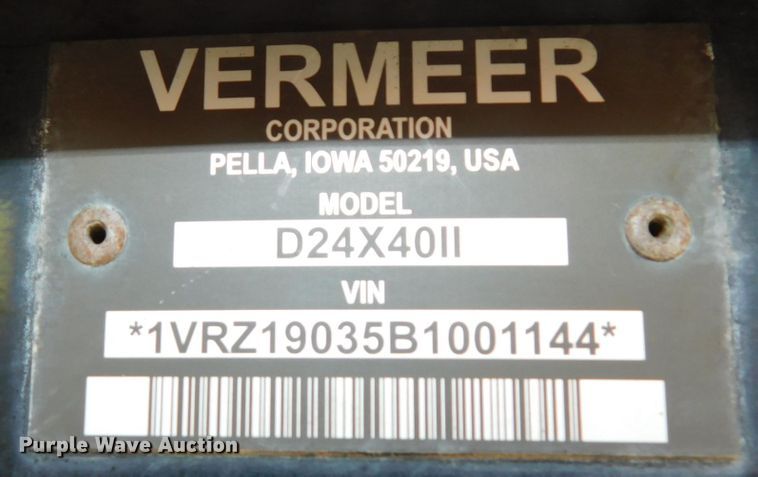 VERMEER
CORPORATION
PELLA, IOWA 50219, USA
MODEL
D24X40II
VIN
*1VRZ19035B1001144*
Purple Wave Auction